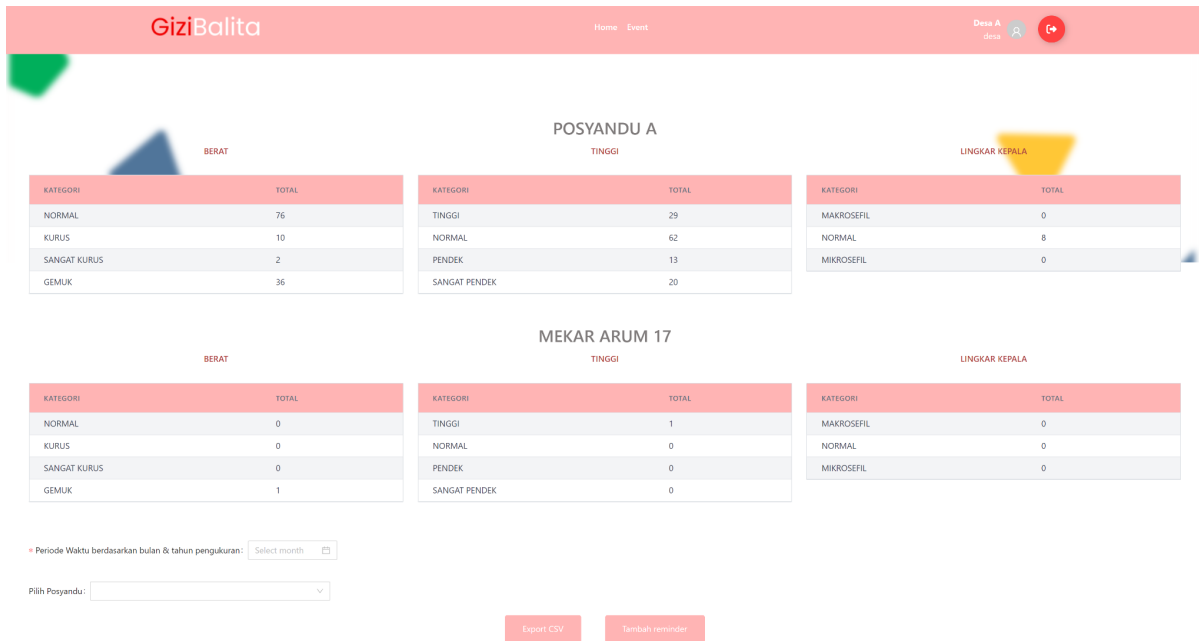 GiziBalita
Home Event
Desa A
desa
POSYANDU A
BERAT TINGGI LINGKAR KEPALA
KATEGORI TOTAL KATEGORI TOTAL KATEGORI TOTAL
NORMAL 76 TINGGI 29 MAKROSEFIL 0
KURUS 10 NORMAL 62 NORMAL 8
SANGAT KURUS 2 PENDEK 13 MIKROSEFIL 0
GEMUK 36 SANGAT PENDEK 20
MEKAR ARUM 17
BERAT TINGGI LINGKAR KEPALA
KATEGORI TOTAL KATEGORI TOTAL KATEGORI TOTAL
NORMAL 0 TINGGI 1 MAKROSEFIL 0
KURUS 0 NORMAL 0 NORMAL 0
SANGAT KURUS 0 PENDEK 0 MIKROSEFIL 0
GEMUK 1 SANGAT PENDEK 0
* Periode Waktu berdasarkan bulan & tahun pengukuran: Select month
Pilih Posyandu:
Export CSV Tambah reminder